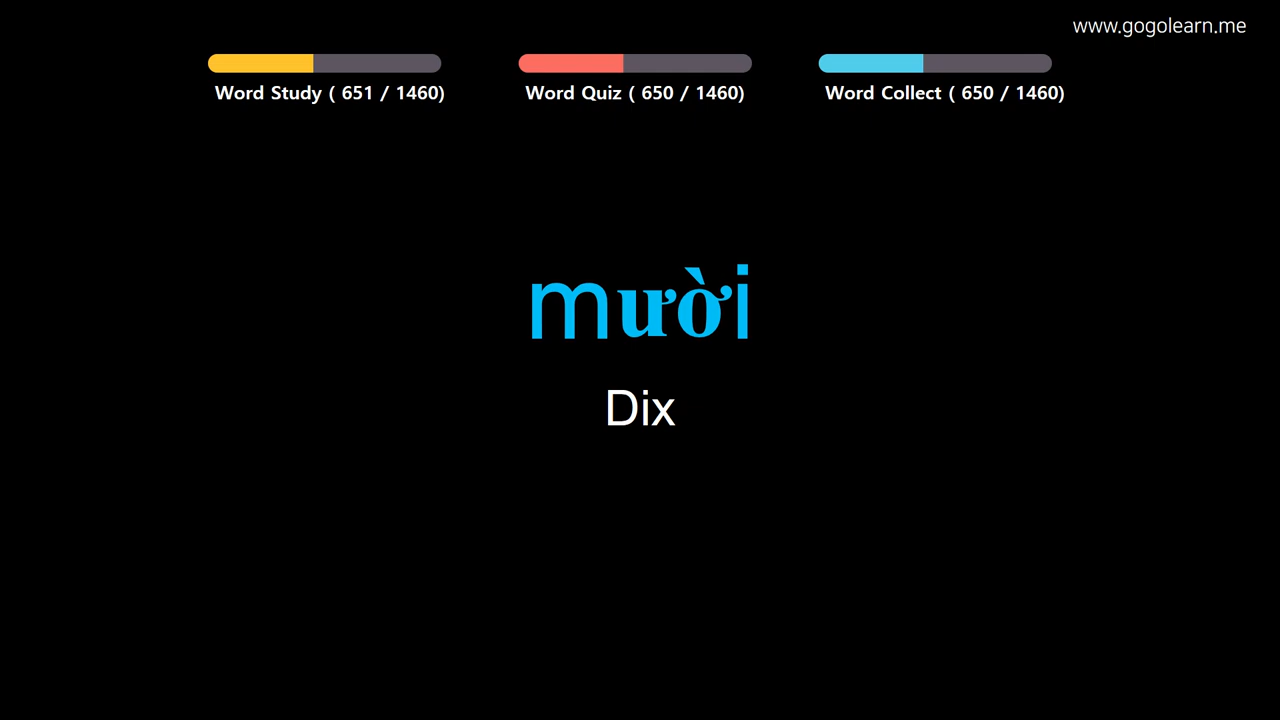 www.gogolearn.me
Word Study ( 651 / 1460)
Word Quiz ( 650 / 1460)
Word Collect ( 650 / 1460)
mười
Dix